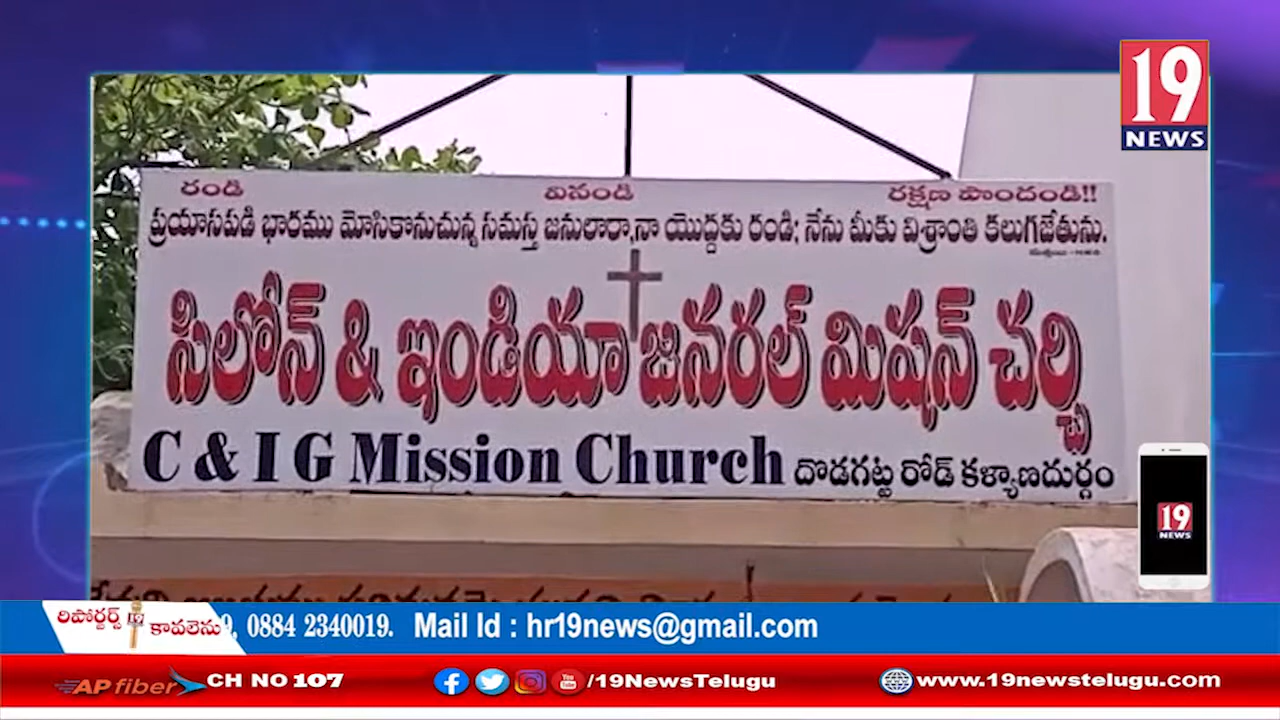 19
NEWS
రండి వినండి రక్షణ పొందండి!!
ప్రయాసపడి భారము మోసికొనుచున్న సమస్త జనులారా,నా యొద్దకు రండి; నేను మీకు విశ్రాంతి కలుగజేతును.
సిలోన్ & ఇండియా జనరల్ మిషన్ చర్చి
C & I G Mission Church దొడగట్ట రోడ్ కళ్యాణదుర్గం
19
NEWS
రిపోర్టర్స్ 19 కావలెను 9, 0884 2340019. Mail Id : hr19news@gmail.com
AP fiber CH NO 107 /19NewsTelugu www.19newstelugu.com